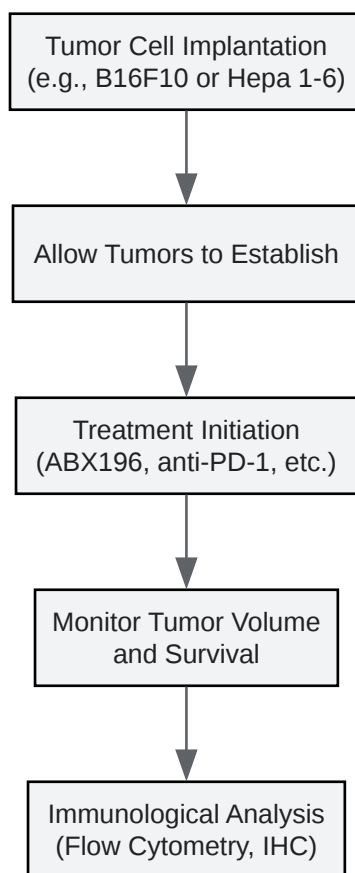 Tumor Cell Implantation
(e.g., B16F10 or Hepa 1-6)
Allow Tumors to Establish
Treatment Initiation
(ABX196, anti-PD-1, etc.)
Monitor Tumor Volume
and Survival
Immunological Analysis
(Flow Cytometry, IHC)